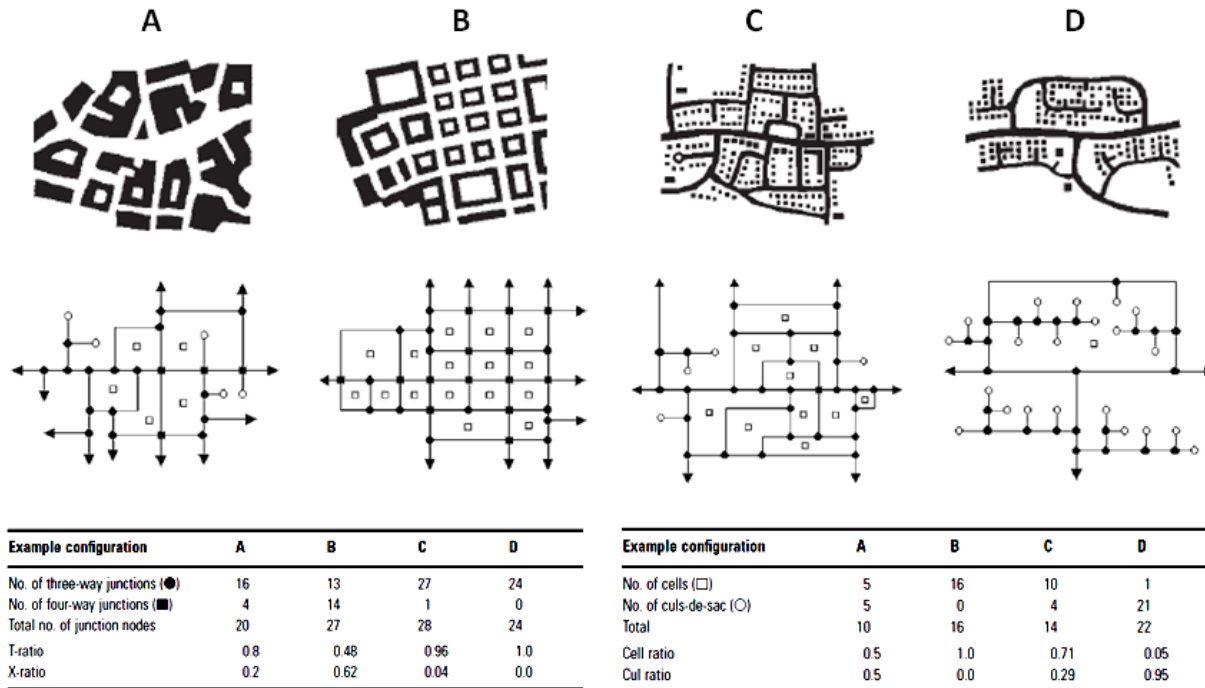 A B C D
Example configuration A B C D
No. of three-way junctions (●) 16 13 27 24
No. of four-way junctions (■) 4 14 1 0
Total no. of junction nodes 20 27 28 24
T-ratio 0.8 0.48 0.96 1.0
X-ratio 0.2 0.62 0.04 0.0
Example configuration A B C D
No. of cells (□) 5 16 10 1
No. of culs-de-sac (○) 5 0 4 21
Total 10 16 14 22
Cell ratio 0.5 1.0 0.71 0.05
Cul ratio 0.5 0.0 0.29 0.95